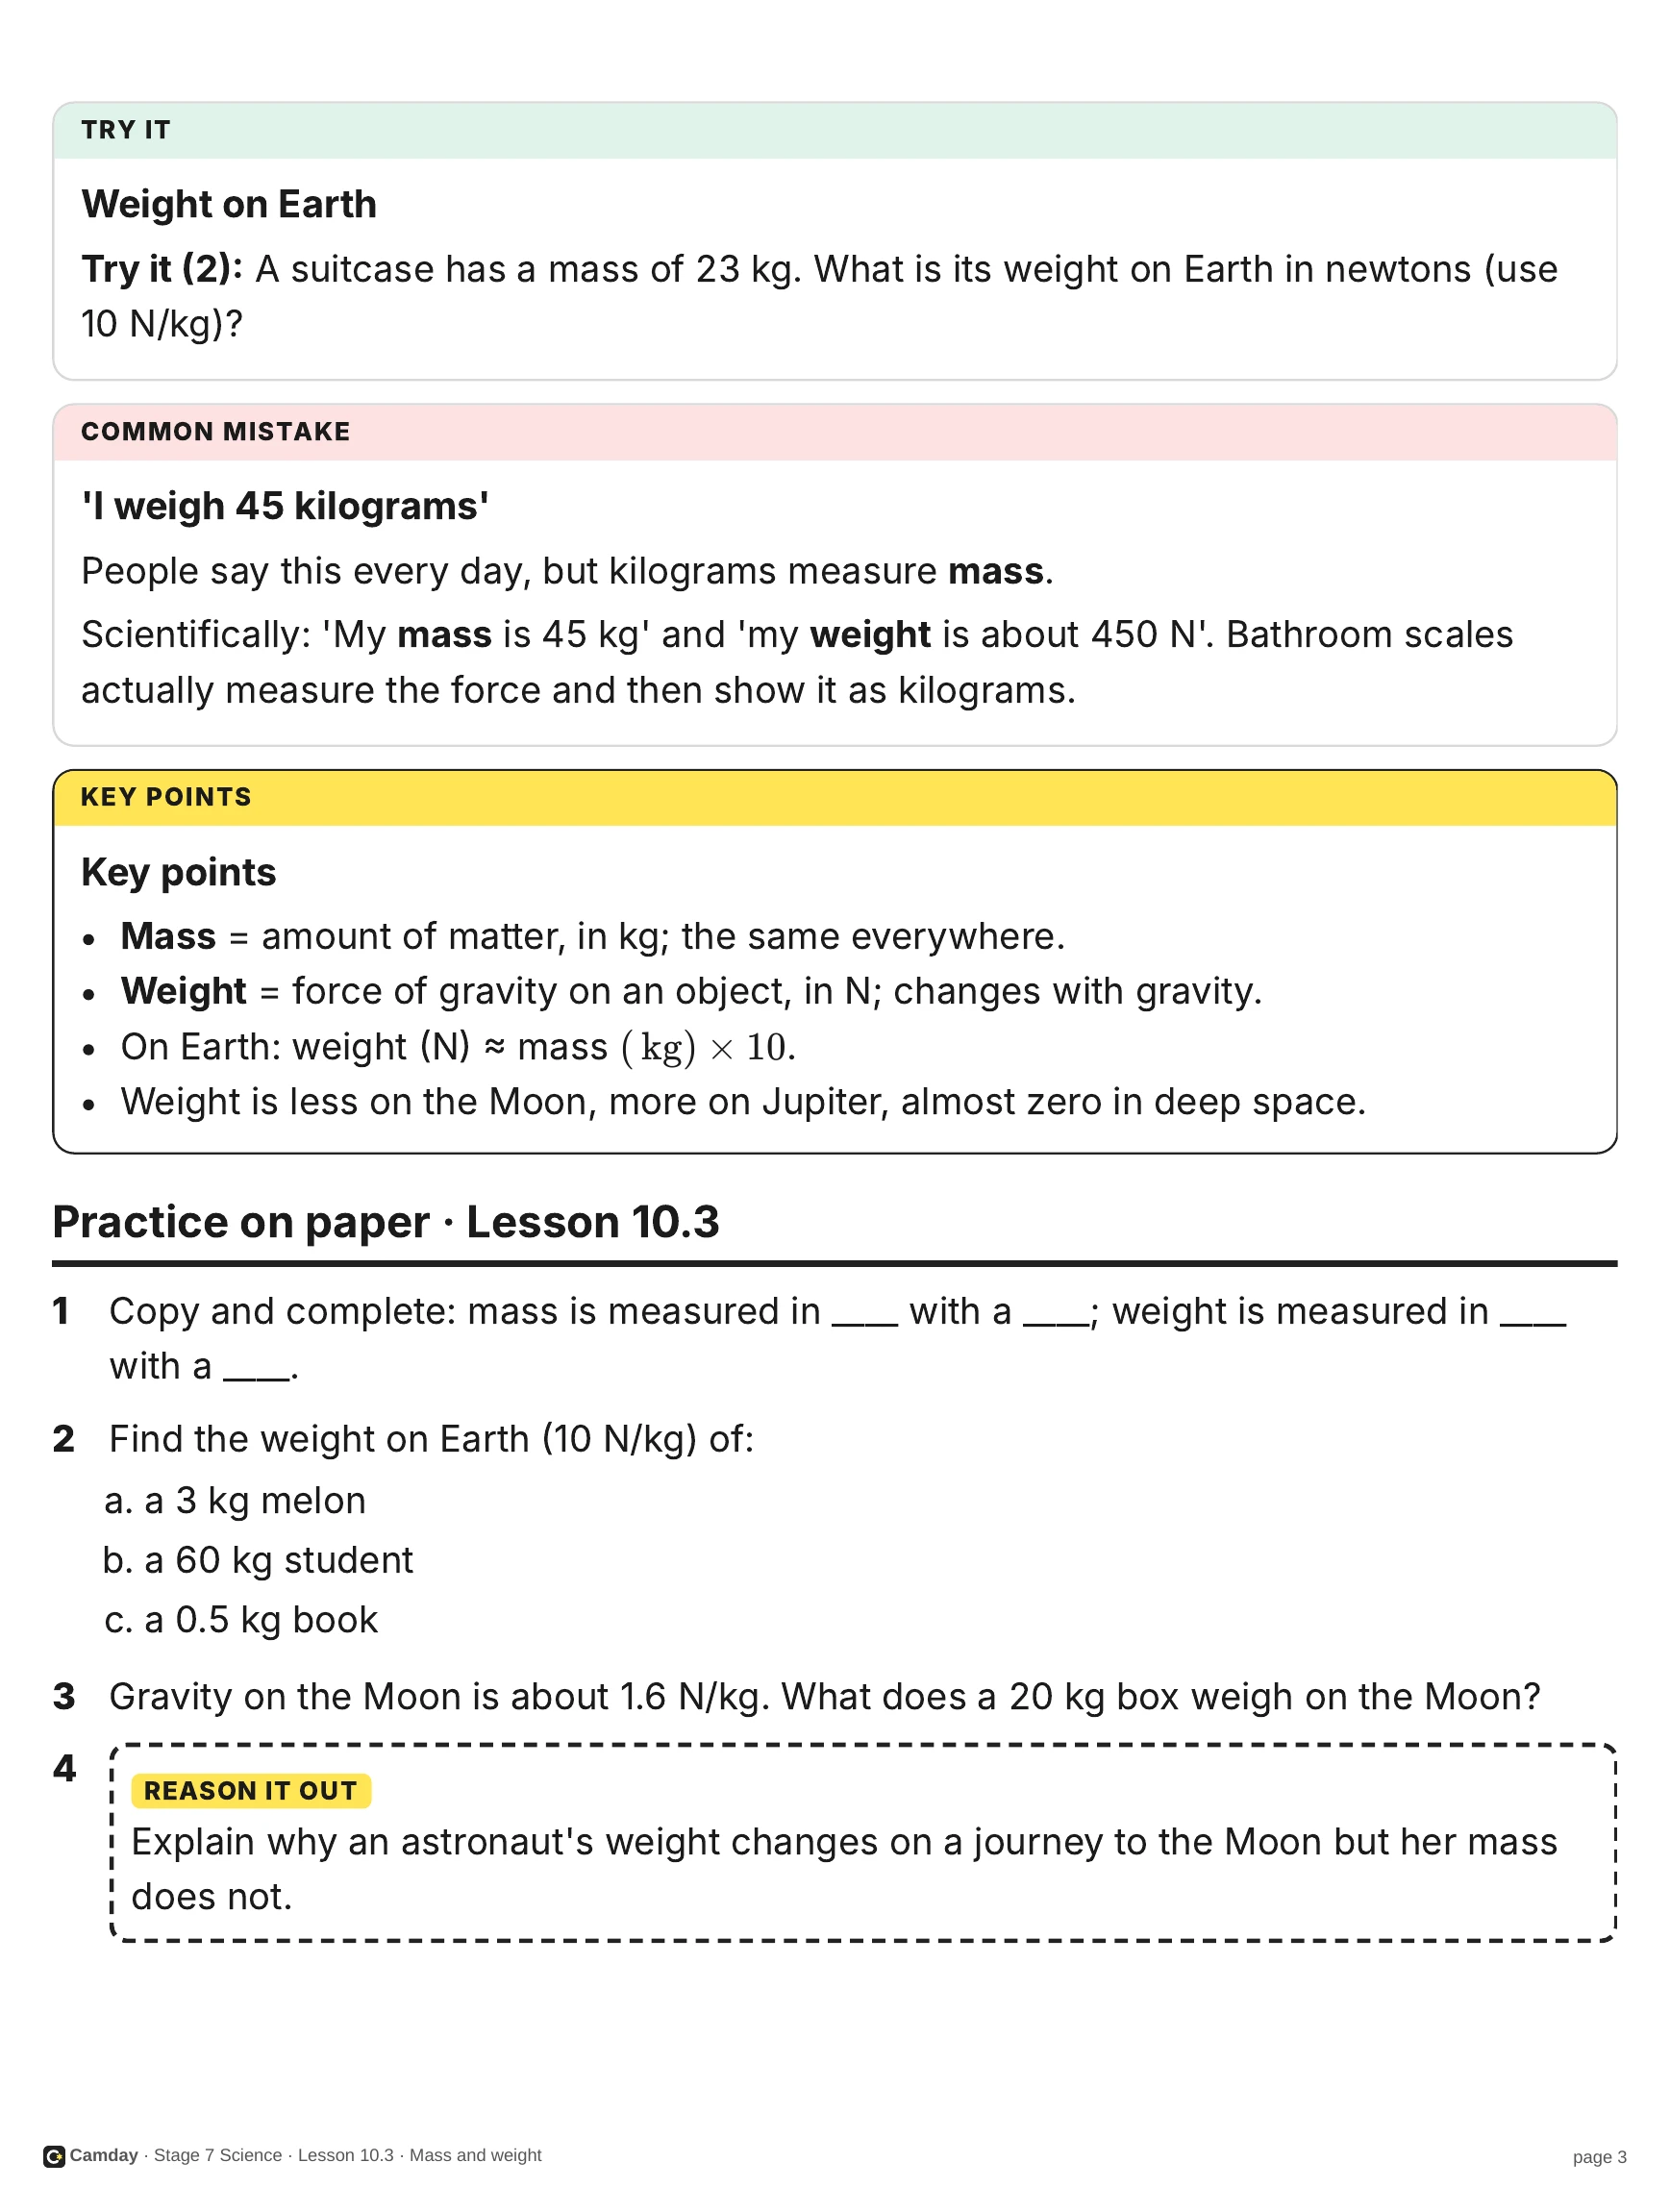 TRY IT
Weight on Earth
Try it (2): A suitcase has a mass of 23 kg. What is its weight on Earth in newtons (use
10 N/kg)?
COMMON MISTAKE
'I weigh 45 kilograms'
People say this every day, but kilograms measure mass.
Scientifically: 'My mass is 45 kg' and 'my weight is about 450 N'. Bathroom scales
actually measure the force and then show it as kilograms.
KEY POINTS
Key points
• Mass = amount of matter, in kg; the same everywhere.
• Weight = force of gravity on an object, in N; changes with gravity.
• On Earth: weight (N) ≈ mass (kg) × 10.
• Weight is less on the Moon, more on Jupiter, almost zero in deep space.
Practice on paper · Lesson 10.3
1 Copy and complete: mass is measured in ____ with a ____; weight is measured in ____
with a ____.
2 Find the weight on Earth (10 N/kg) of:
a. a 3 kg melon
b. a 60 kg student
c. a 0.5 kg book
3 Gravity on the Moon is about 1.6 N/kg. What does a 20 kg box weigh on the Moon?
4 REASON IT OUT
Explain why an astronaut's weight changes on a journey to the Moon but her mass
does not.
Camday · Stage 7 Science · Lesson 10.3 · Mass and weight page 3